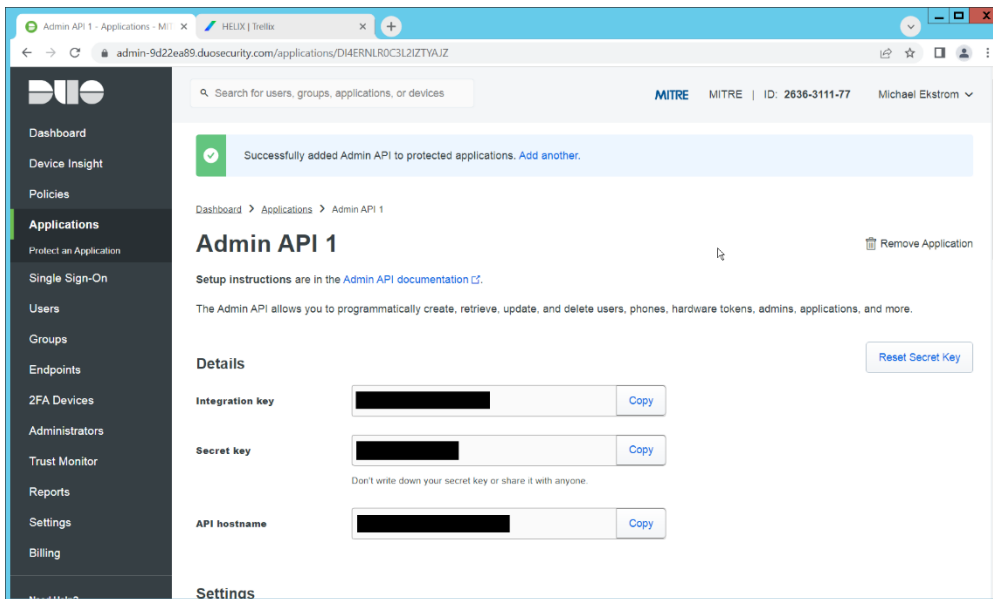 Admin API 1 - Applications - MIT
HELIX | Trellix
admin-9d22ea89.duosecurity.com/applications/DI4ERNLR0C3L2IZTYAJZ
DUO
Search for users, groups, applications, or devices
MITRE MITRE | ID: 2636-3111-77 Michael Ekstrom
Dashboard
Device Insight
Policies
Applications
Protect an Application
Single Sign-On
Users
Groups
Endpoints
2FA Devices
Administrators
Trust Monitor
Reports
Settings
Billing
Need Help?
Successfully added Admin API to protected applications. Add another.
Dashboard > Applications > Admin API 1
Admin API 1
Remove Application
Setup instructions are in the Admin API documentation.
The Admin API allows you to programmatically create, retrieve, update, and delete users, phones, hardware tokens, admins, applications, and more.
Details
Reset Secret Key
Integration key Copy
Secret key Copy
Don't write down your secret key or share it with anyone.
API hostname Copy
Settings